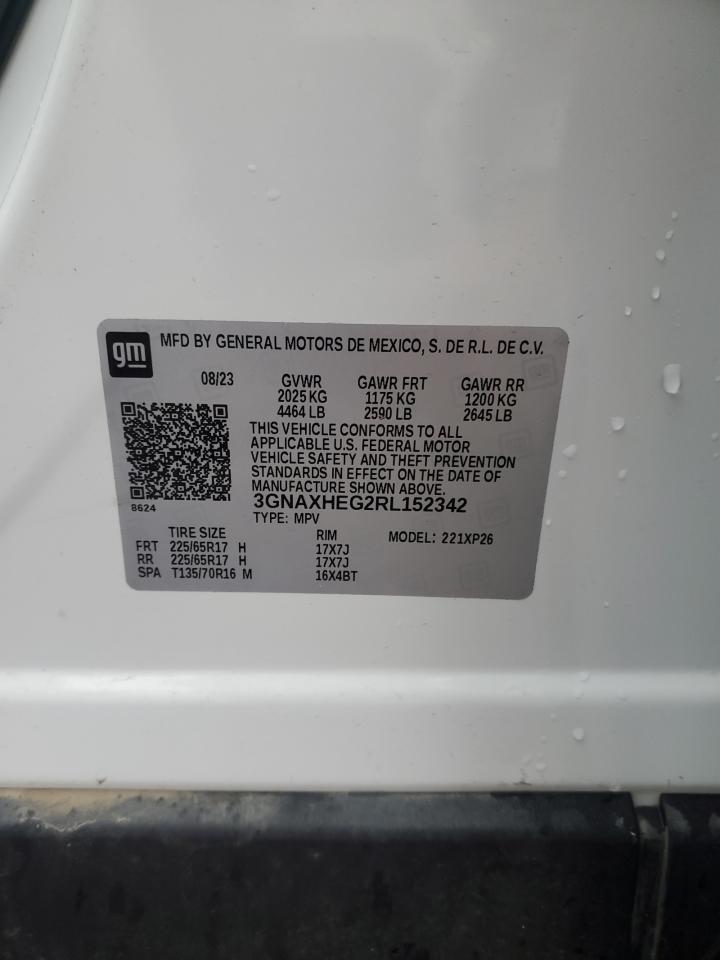 gm MFD BY GENERAL MOTORS DE MEXICO, S. DE R.L. DE C.V.
08/23 GVWR GAWR FRT GAWR RR
2025 KG 1175 KG 1200 KG
4464 LB 2590 LB 2645 LB
THIS VEHICLE CONFORMS TO ALL
APPLICABLE U.S. FEDERAL MOTOR
VEHICLE SAFETY AND THEFT PREVENTION
STANDARDS IN EFFECT ON THE DATE OF
MANUFACTURE SHOWN ABOVE.
8624 3GNAXHEG2RL152342
TYPE: MPV
TIRE SIZE RIM MODEL: 221XP26
FRT 225/65R17 H 17X7J
RR 225/65R17 H 17X7J
SPA T135/70R16 M 16X4BT